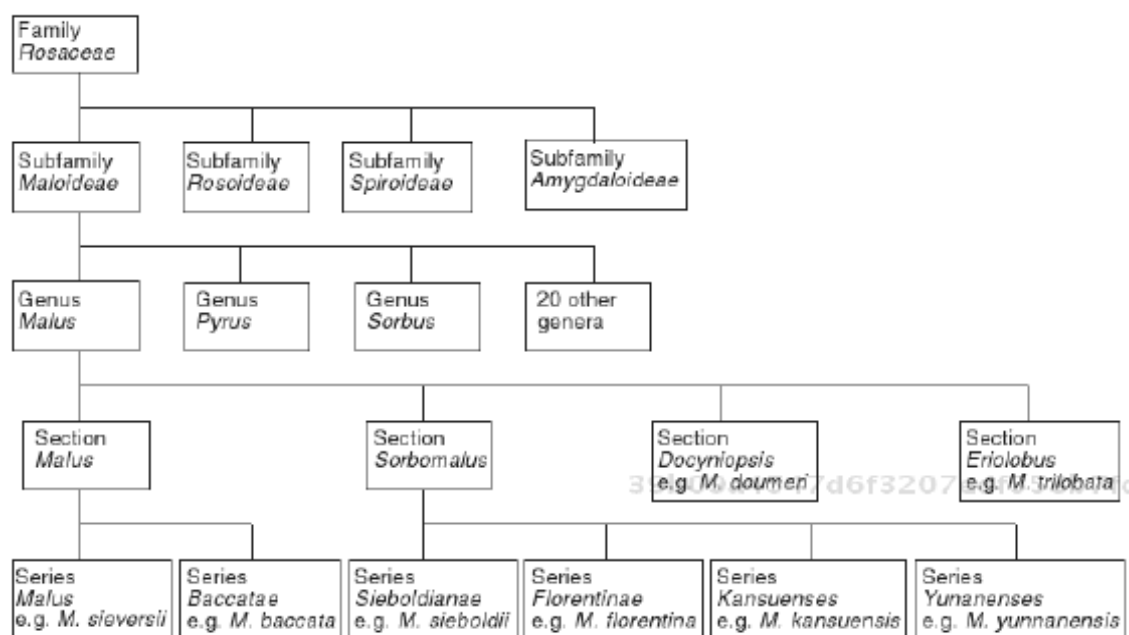 Family
Rosaceae
Subfamily
Maloideae
Subfamily
Rosoideae
Subfamily
Spiroideae
Subfamily
Amygdaloideae
Genus
Malus
Genus
Pyrus
Genus
Sorbus
20 other
genera
Section
Malus
Section
Sorbomalus
Section
Docyniopsis
e.g. M. doumeri
Section
Eriolobus
e.g. M. trilobata
Series
Malus
e.g. M. sieversii
Series
Baccatae
e.g. M. baccata
Series
Sieboldianae
e.g. M. sieboldii
Series
Florentinae
e.g. M. florentina
Series
Kansuenses
e.g. M. kansuensis
Series
Yunanenses
e.g. M. yunnanensis